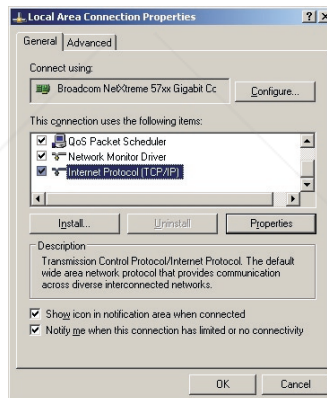 Local Area Connection Properties
General Advanced
Connect using:
Broadcom NetXtreme 57xx Gigabit Cc
Configure...
This connection uses the following items:
QoS Packet Scheduler
Network Monitor Driver
Internet Protocol (TCP/IP)
Install... Uninstall Properties
Description
Transmission Control Protocol/Internet Protocol. The default
wide area network protocol that provides communication
across diverse interconnected networks.
Show icon in notification area when connected
Notify me when this connection has limited or no connectivity
OK Cancel